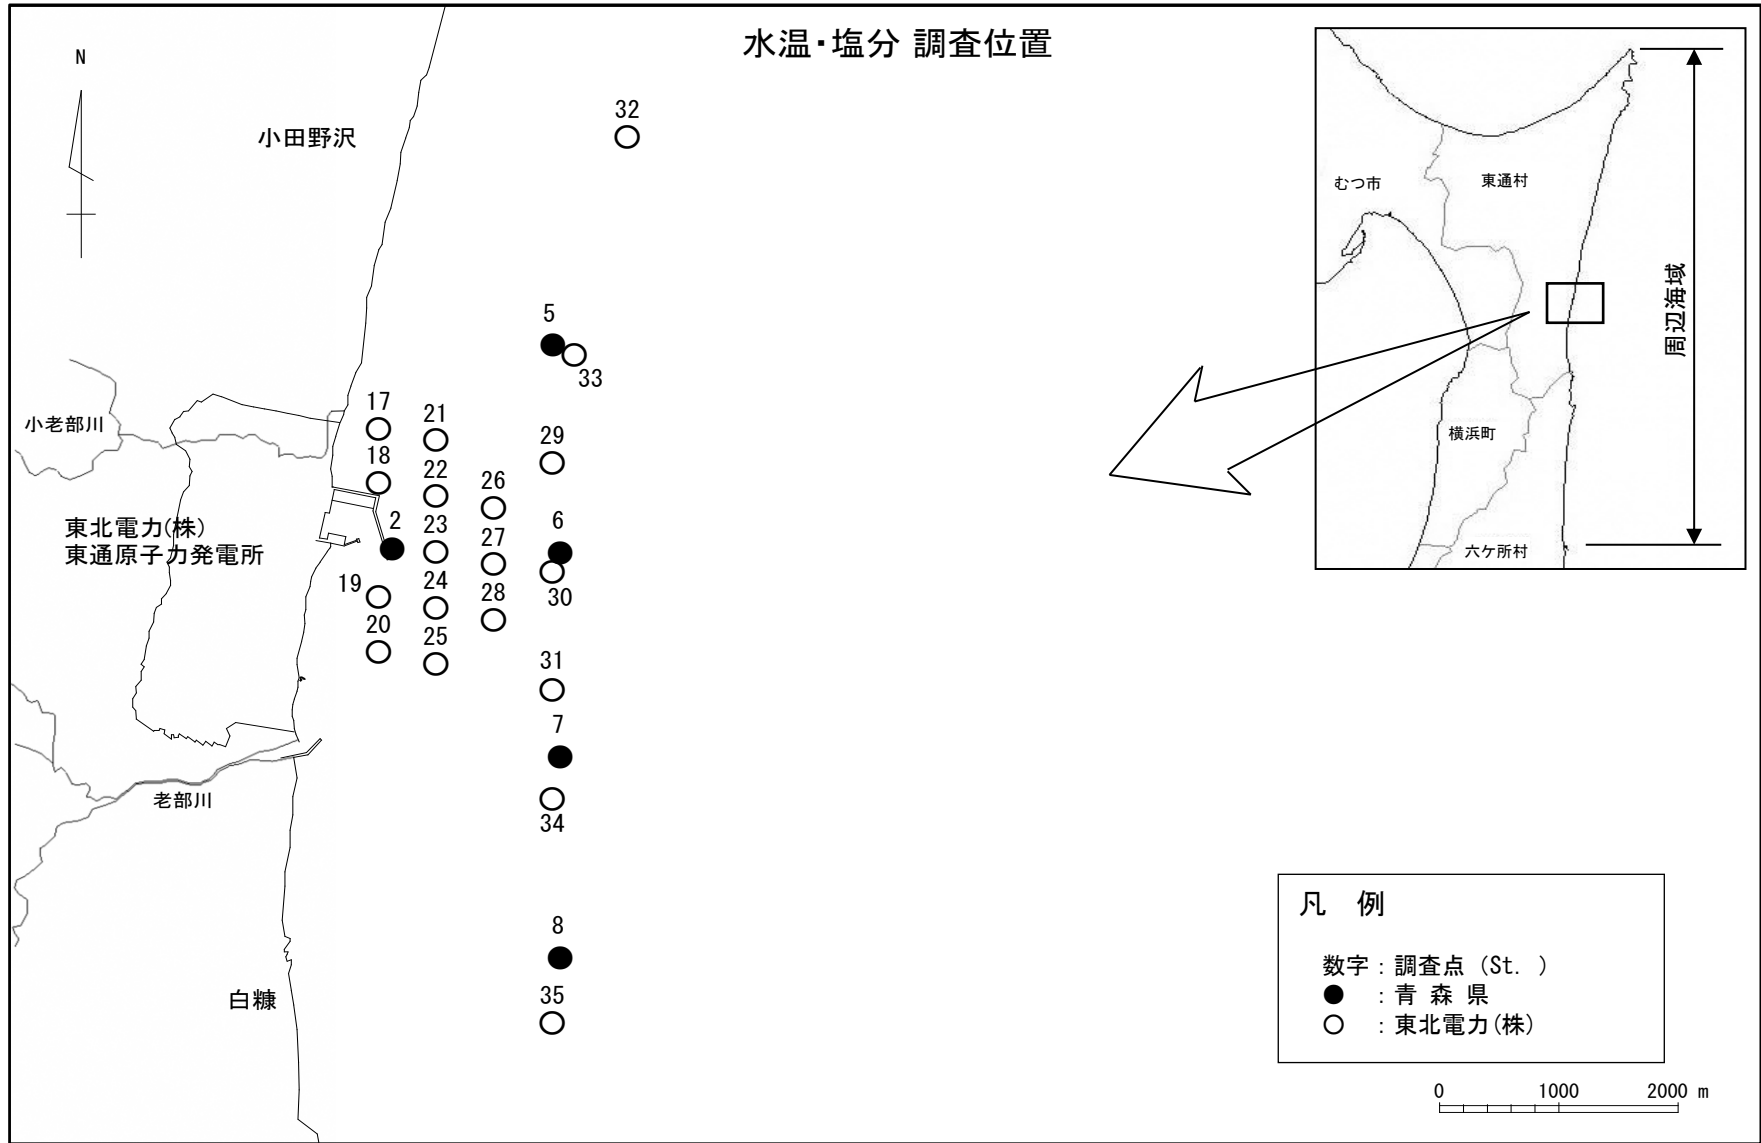 水温・塩分 調査位置
N
小田野沢
32
5
33
小老部川
17
21
29
18
22
26
東北電力(株)
東通原子力発電所
2
23
27
6
19
24
28
30
20
25
31
7
老部川
34
8
白糠
35
むつ市
東通村
周辺海域
横浜町
六ケ所村
凡 例
数字：調査点（St. ）
●　：青 森 県
○　：東北電力(株)
0 1000 2000 m